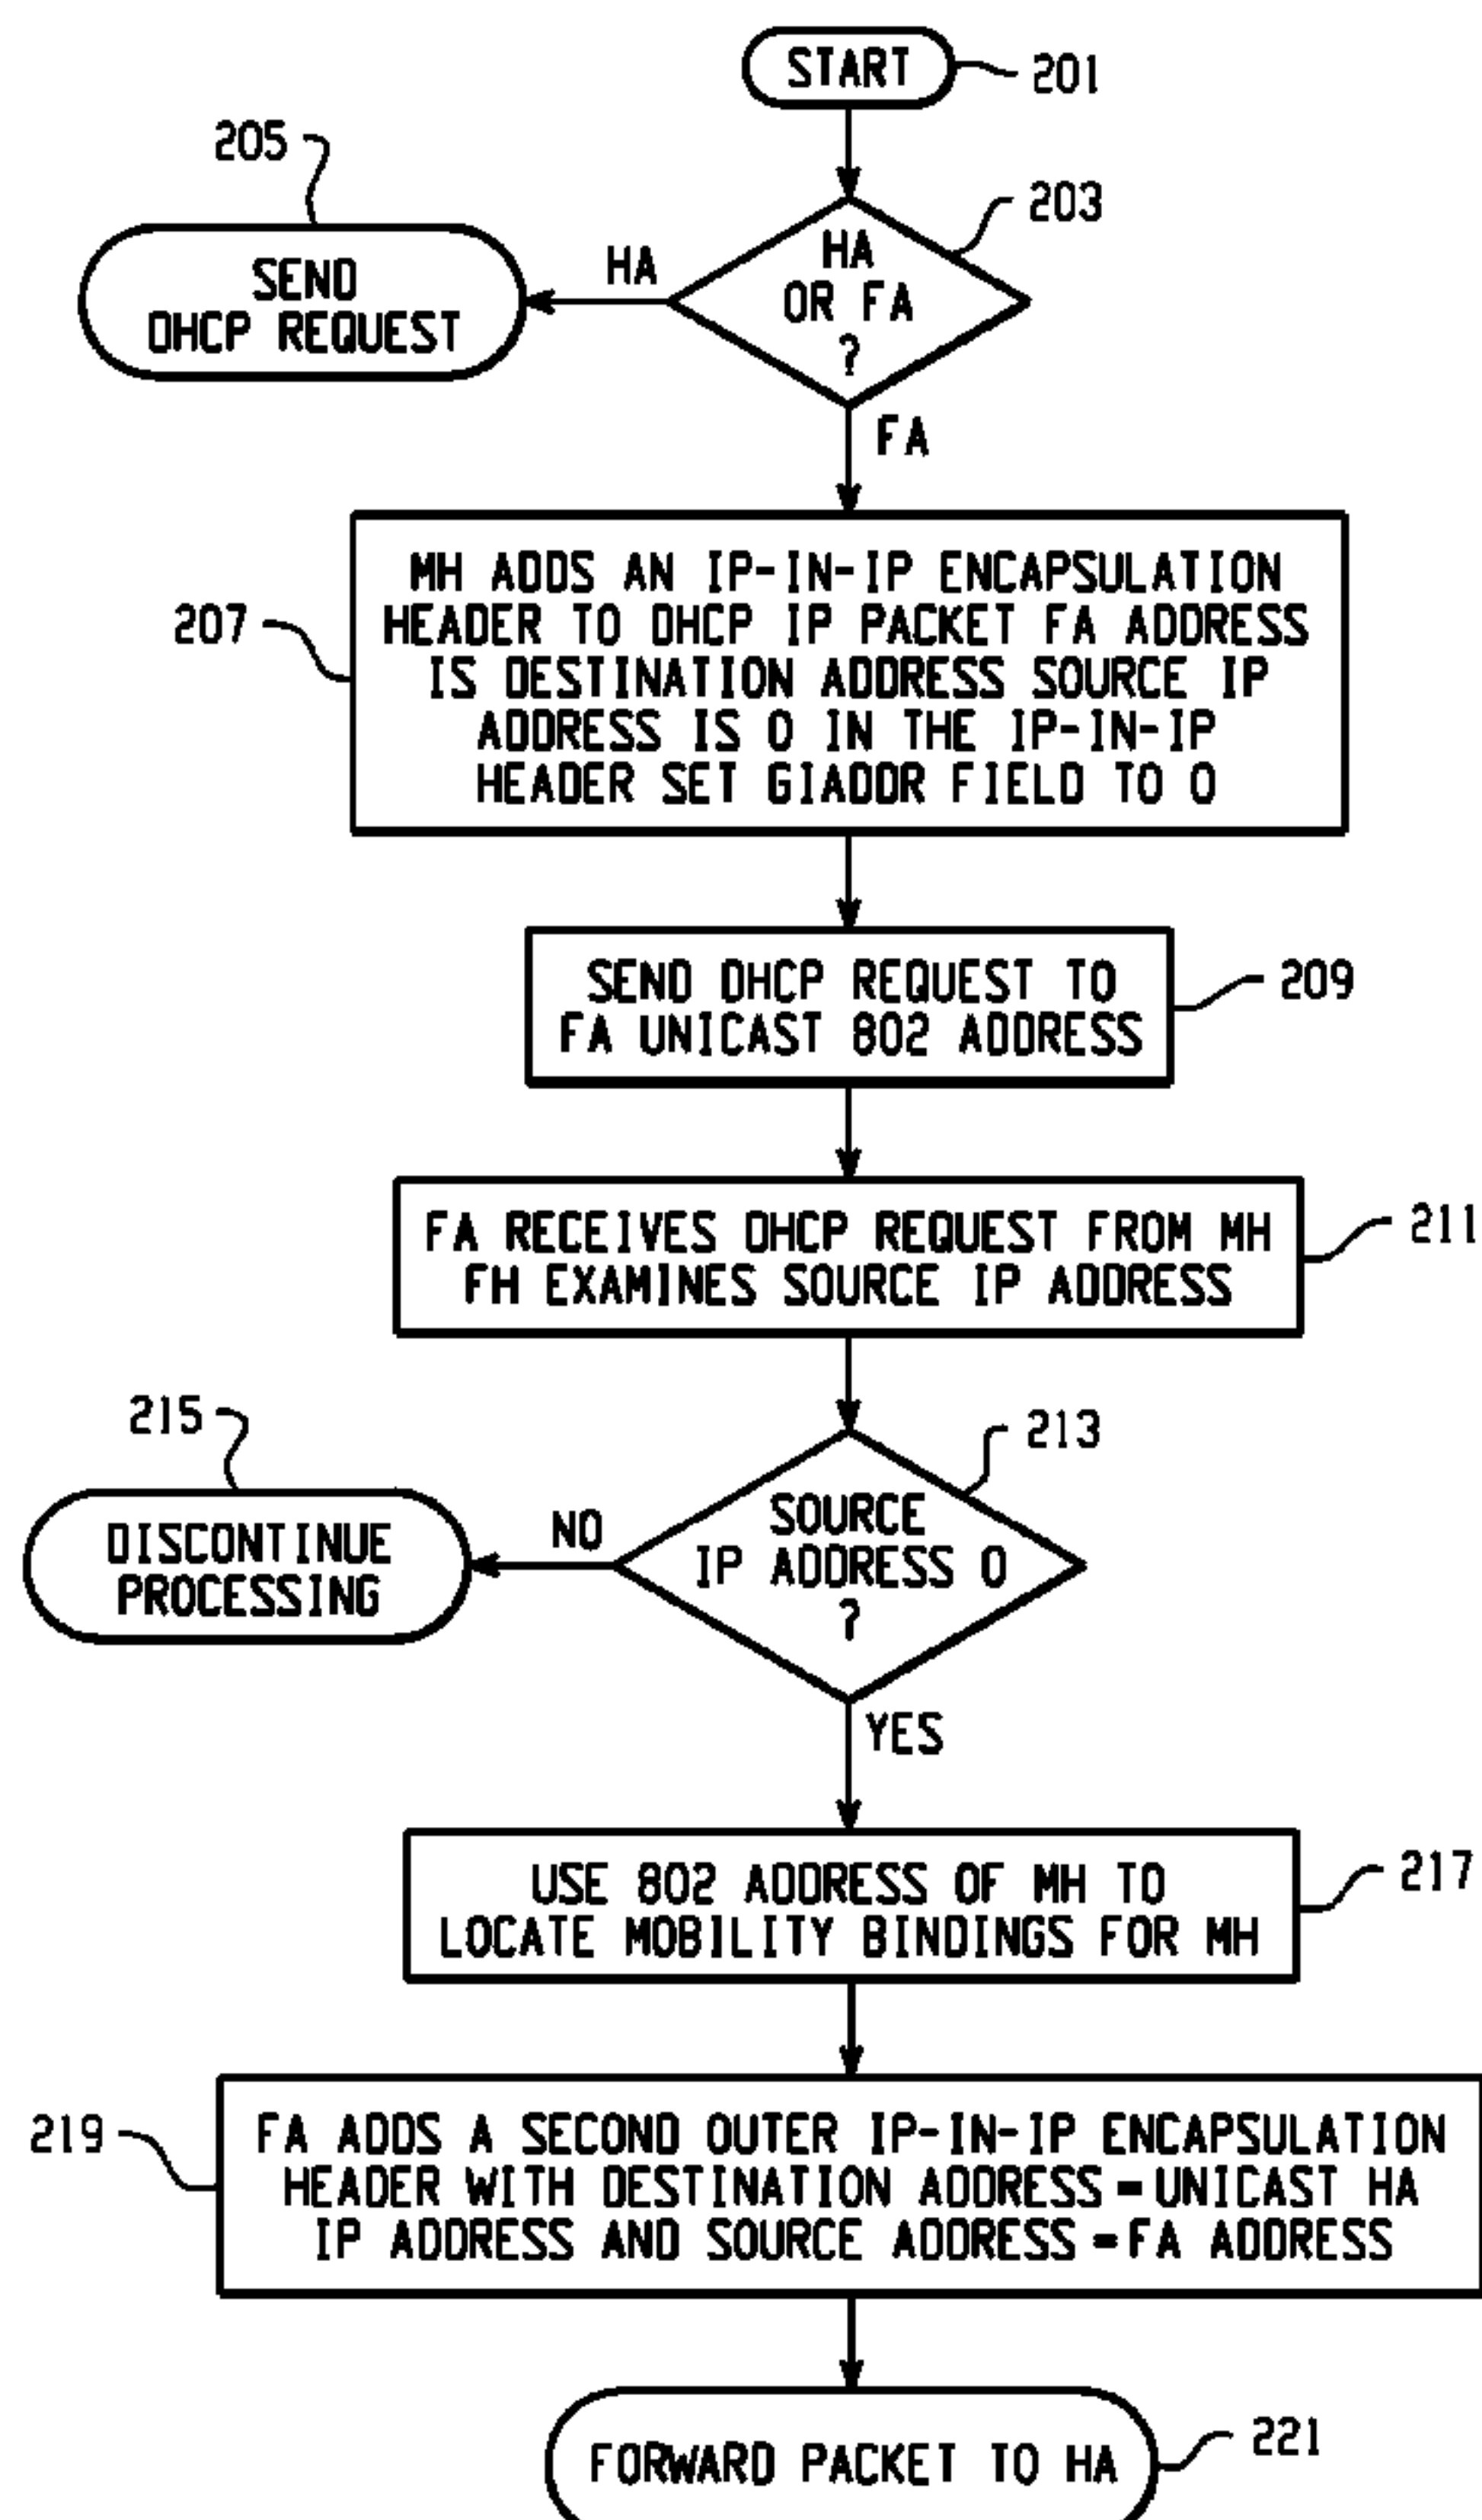 START
201
205
203
HA
OR FA
?
HA
SEND
DHCP REQUEST
FA
207
MH ADDS AN IP-IN-IP ENCAPSULATION
HEADER TO DHCP IP PACKET FA ADDRESS
IS DESTINATION ADDRESS SOURCE IP
ADDRESS IS 0 IN THE IP-IN-IP
HEADER SET GIADDR FIELD TO 0
SEND DHCP REQUEST TO
FA UNICAST 802 ADDRESS
209
FA RECEIVES DHCP REQUEST FROM MH
FH EXAMINES SOURCE IP ADDRESS
211
215
213
SOURCE
IP ADDRESS 0
?
NO
DISCONTINUE
PROCESSING
YES
USE 802 ADDRESS OF MH TO
LOCATE MOBILITY BINDINGS FOR MH
217
219
FA ADDS A SECOND OUTER IP-IN-IP ENCAPSULATION
HEADER WITH DESTINATION ADDRESS = UNICAST HA
IP ADDRESS AND SOURCE ADDRESS = FA ADDRESS
FORWARD PACKET TO HA
221